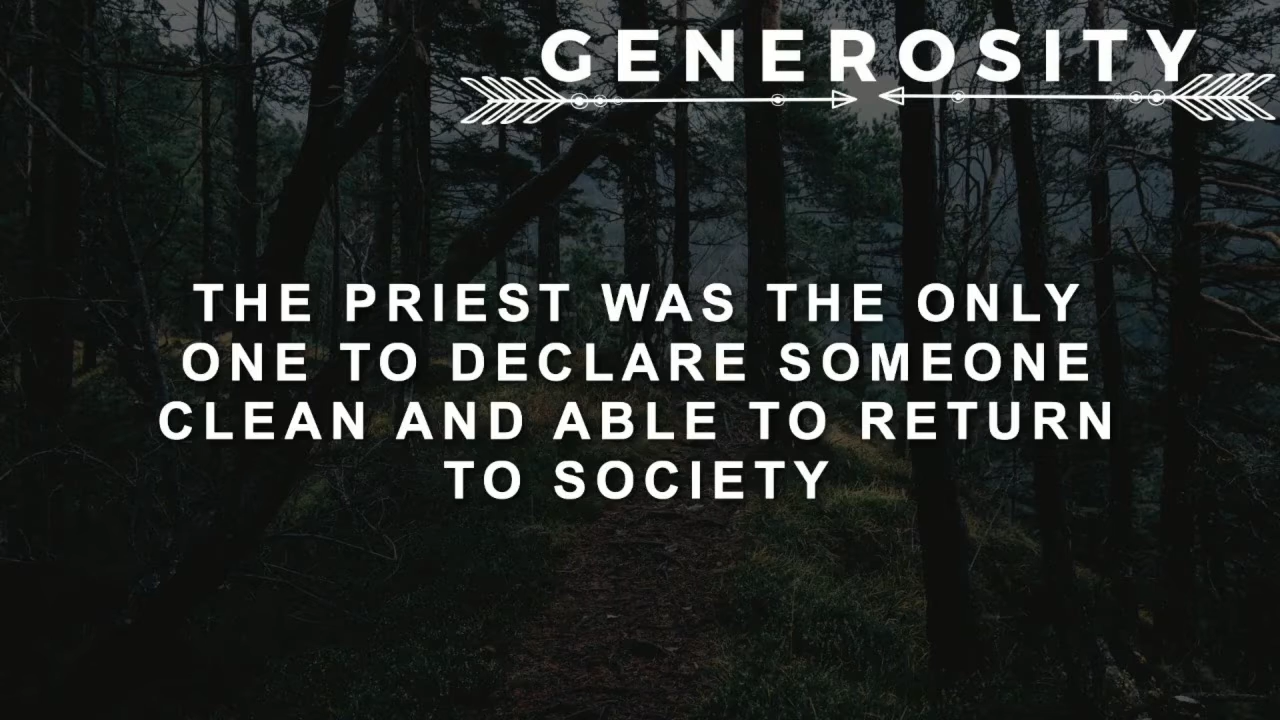 GENEROSITY
THE PRIEST WAS THE ONLY
ONE TO DECLARE SOMEONE
CLEAN AND ABLE TO RETURN
TO SOCIETY